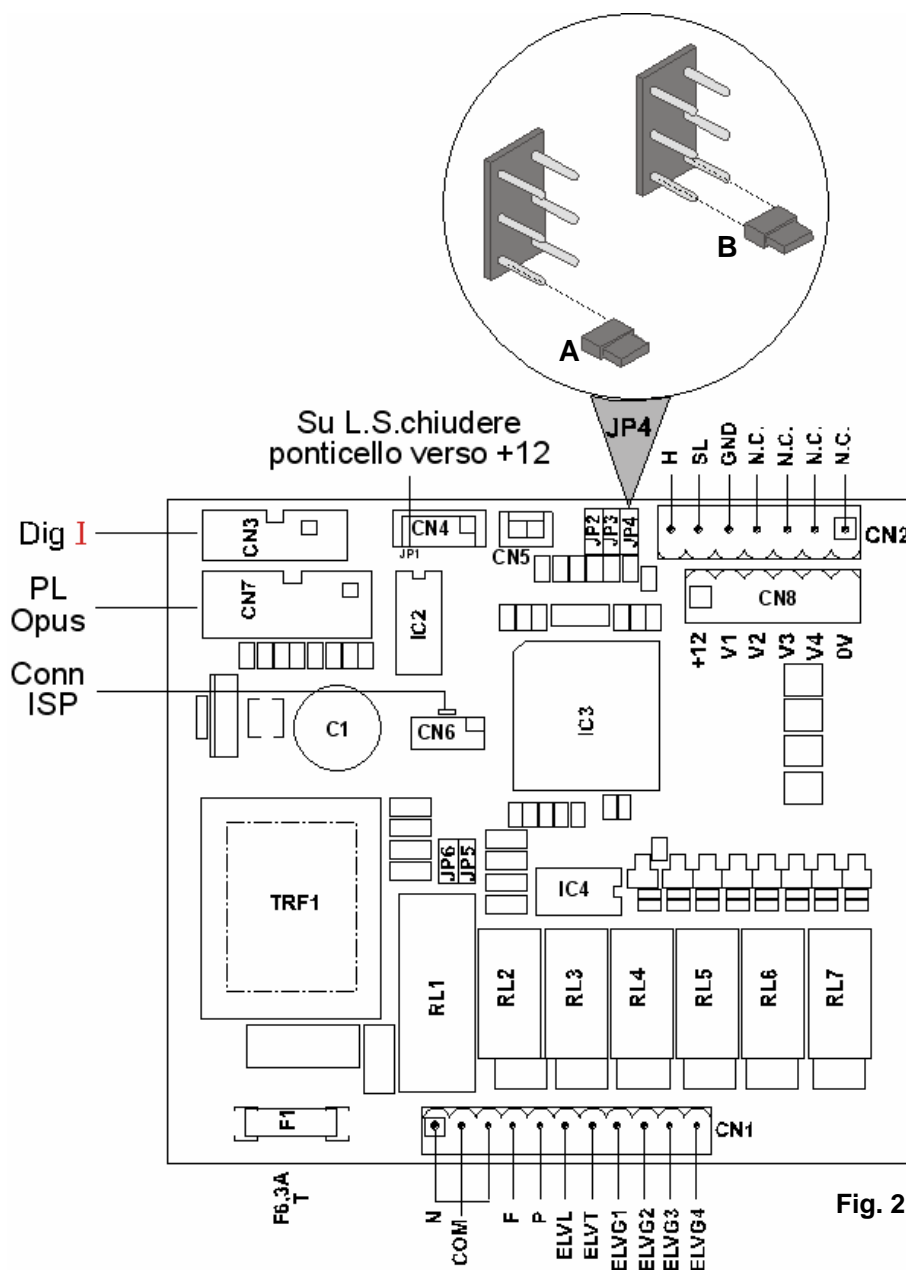 B
A
JP4
Su L.S.chiudere
ponticello verso +12
H
SL
GND
N.C.
N.C.
N.C.
N.C.
Dig I
CN3
CN4
JP1
CN5
JP2
JP3
JP4
CN2
PL
Opus
CN7
IC2
CN8
+12
V1
V2
V3
V4
0V
Conn
ISP
C1
CN6
IC3
JP6
JP5
TRF1
IC4
RL1
RL2
RL3
RL4
RL5
RL6
RL7
F1
CN1
F6,3A
T
N
COM
F
P
ELVL
ELVT
ELVG1
ELVG2
ELVG3
ELVG4
Fig. 2